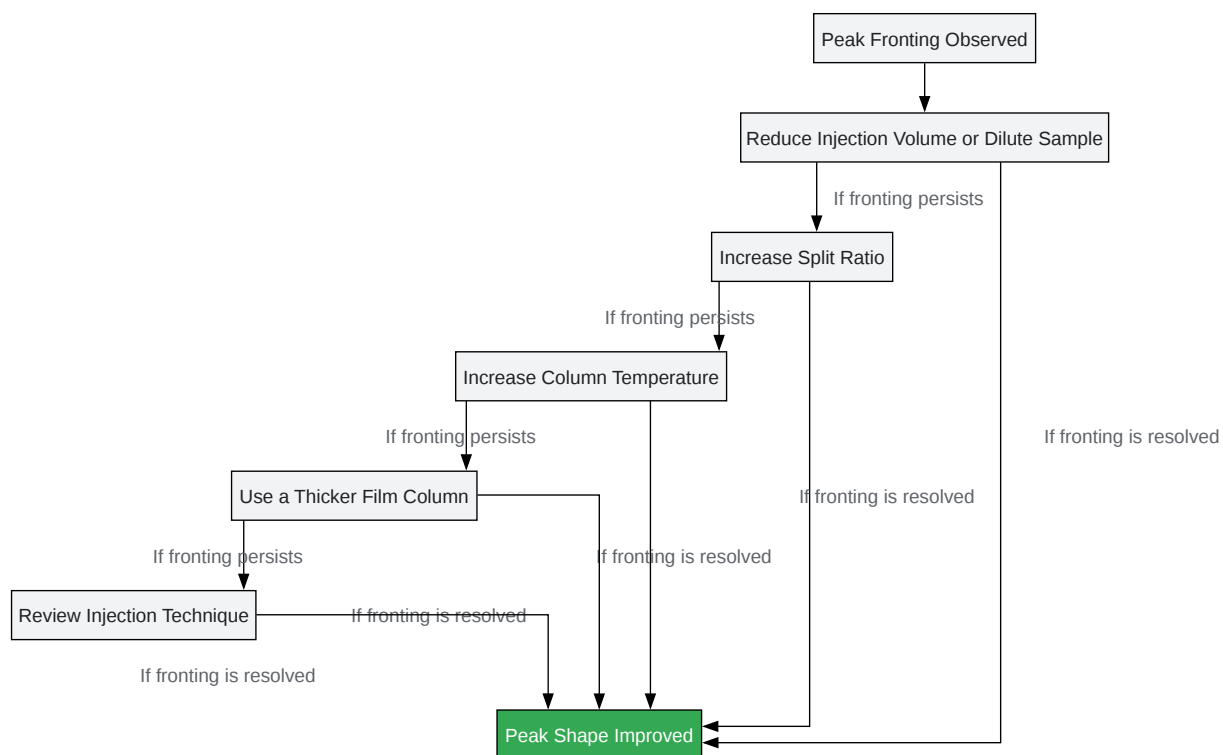 Peak Fronting Observed
Reduce Injection Volume or Dilute Sample
If fronting persists
Increase Split Ratio
If fronting persists
Increase Column Temperature
If fronting persists
If fronting is resolved
Use a Thicker Film Column
If fronting is resolved
If fronting persists
If fronting is resolved
Review Injection Technique
If fronting is resolved
If fronting is resolved
Peak Shape Improved